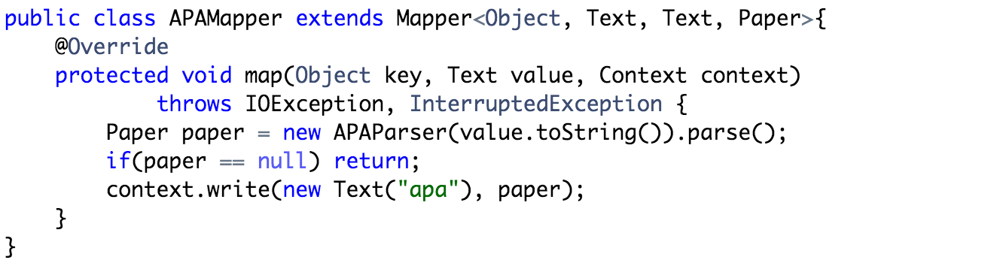 public class APAMapper extends Mapper<Object, Text, Text, Paper>{
    @Override
    protected void map(Object key, Text value, Context context)
            throws IOException, InterruptedException {
        Paper paper = new APAParser(value.toString()).parse();
        if(paper == null) return;
        context.write(new Text("apa"), paper);
    }
}